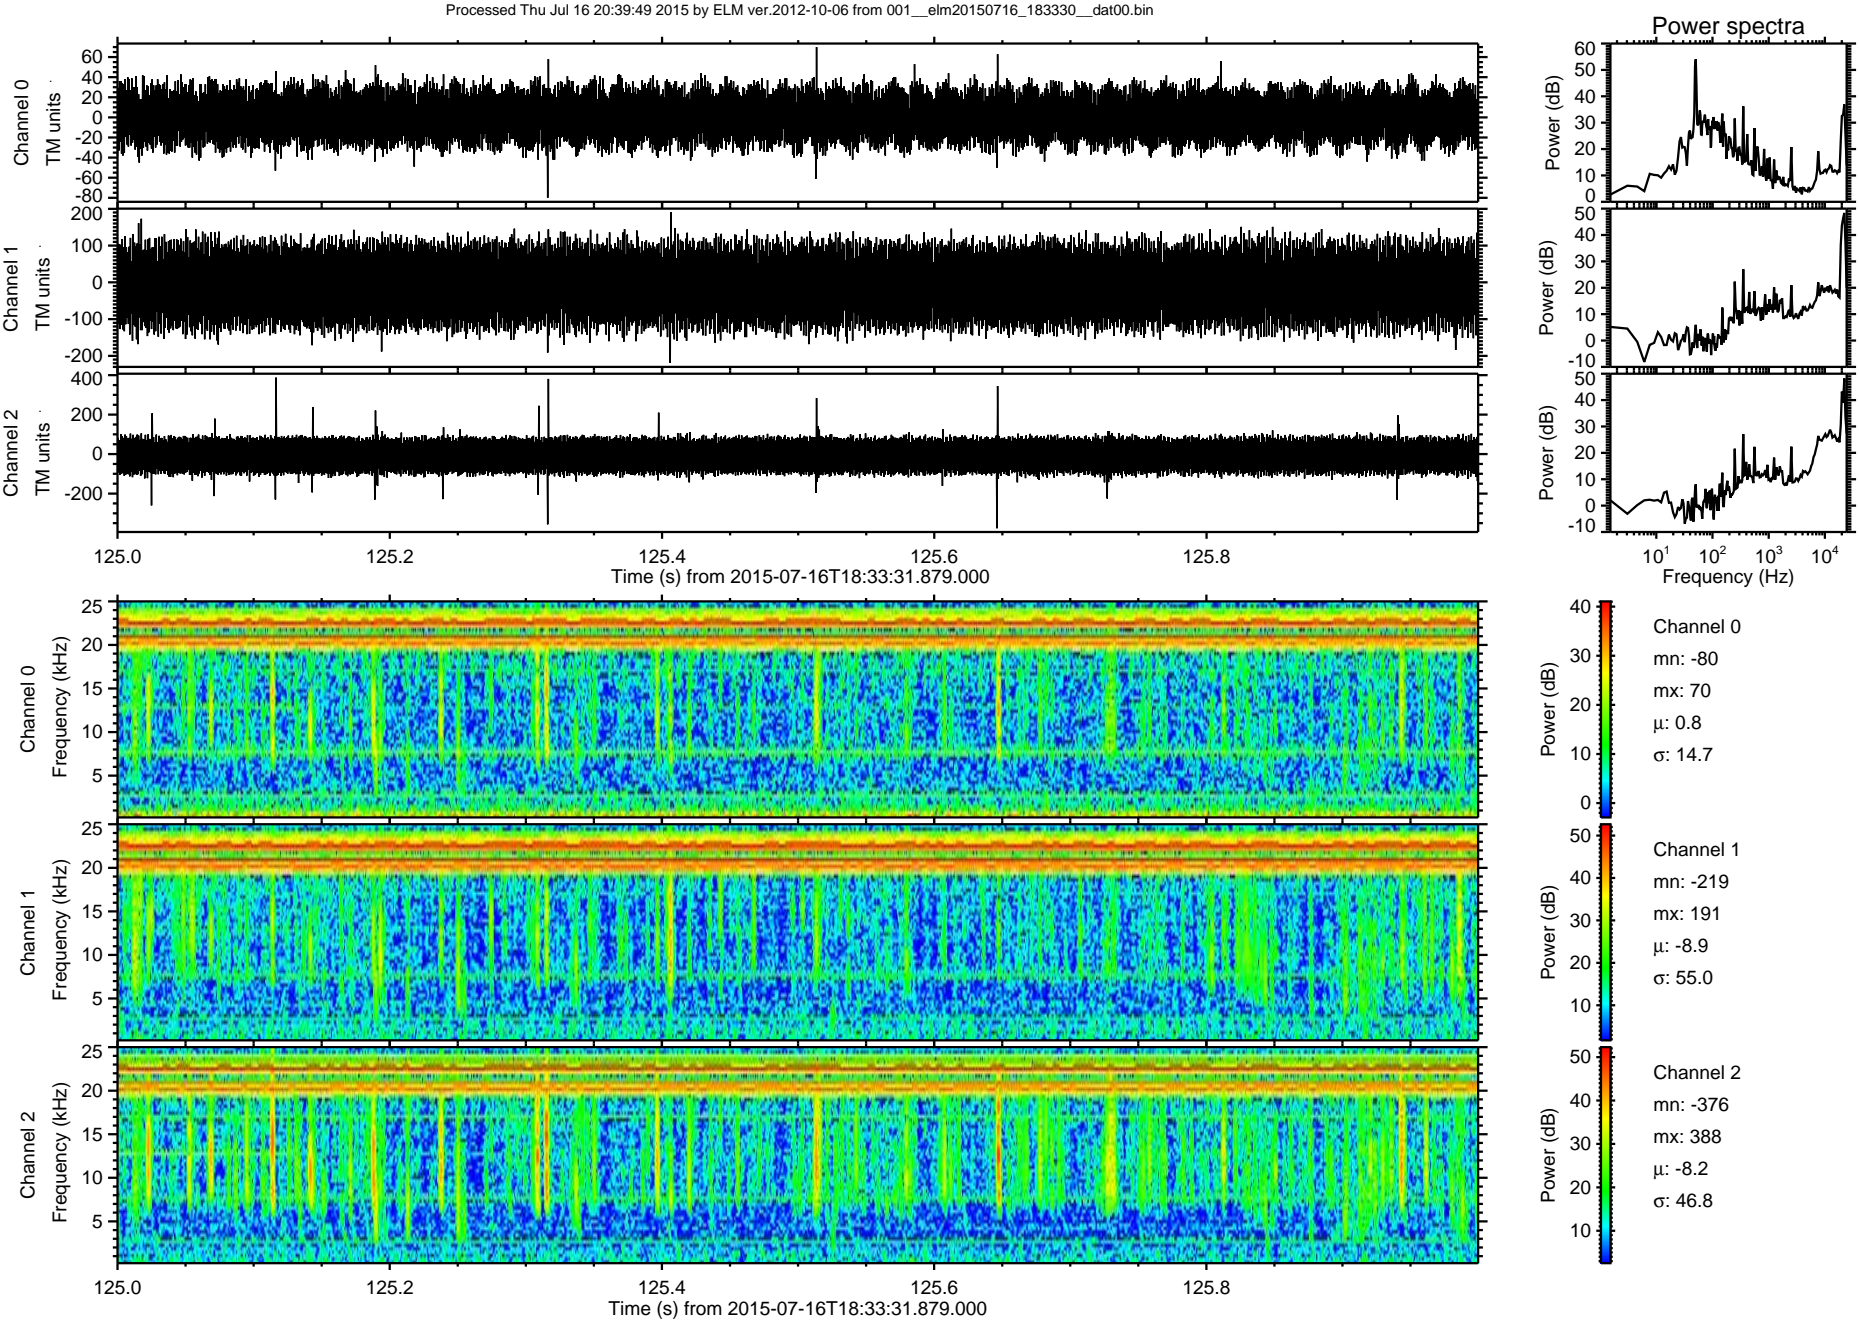 Processed Thu Jul 16 20:39:49 2015 by ELM ver.2012-10-06 from 001__elm20150716_183330__dat00.bin
Power spectra
Channel 0
TM units
60
40
20
0
-20
-40
-60
-80
Power (dB)
60
50
40
30
20
10
0
Channel 1
TM units
200
100
0
-100
-200
Power (dB)
50
40
30
20
10
0
-10
Channel 2
TM units
400
200
0
-200
Power (dB)
50
40
30
20
10
0
-10
125.0 125.2 125.4 125.6 125.8
Time (s) from 2015-07-16T18:33:31.879.000
10^1 10^2 10^3 10^4
Frequency (Hz)
Channel 0
Frequency (kHz)
25
20
15
10
5
Power (dB)
40
30
20
10
0
Channel 0
mn: -80
mx: 70
μ: 0.8
σ: 14.7
Channel 1
Frequency (kHz)
25
20
15
10
5
Power (dB)
50
40
30
20
10
Channel 1
mn: -219
mx: 191
μ: -8.9
σ: 55.0
Channel 2
Frequency (kHz)
25
20
15
10
5
Power (dB)
50
40
30
20
10
Channel 2
mn: -376
mx: 388
μ: -8.2
σ: 46.8
125.0 125.2 125.4 125.6 125.8
Time (s) from 2015-07-16T18:33:31.879.000